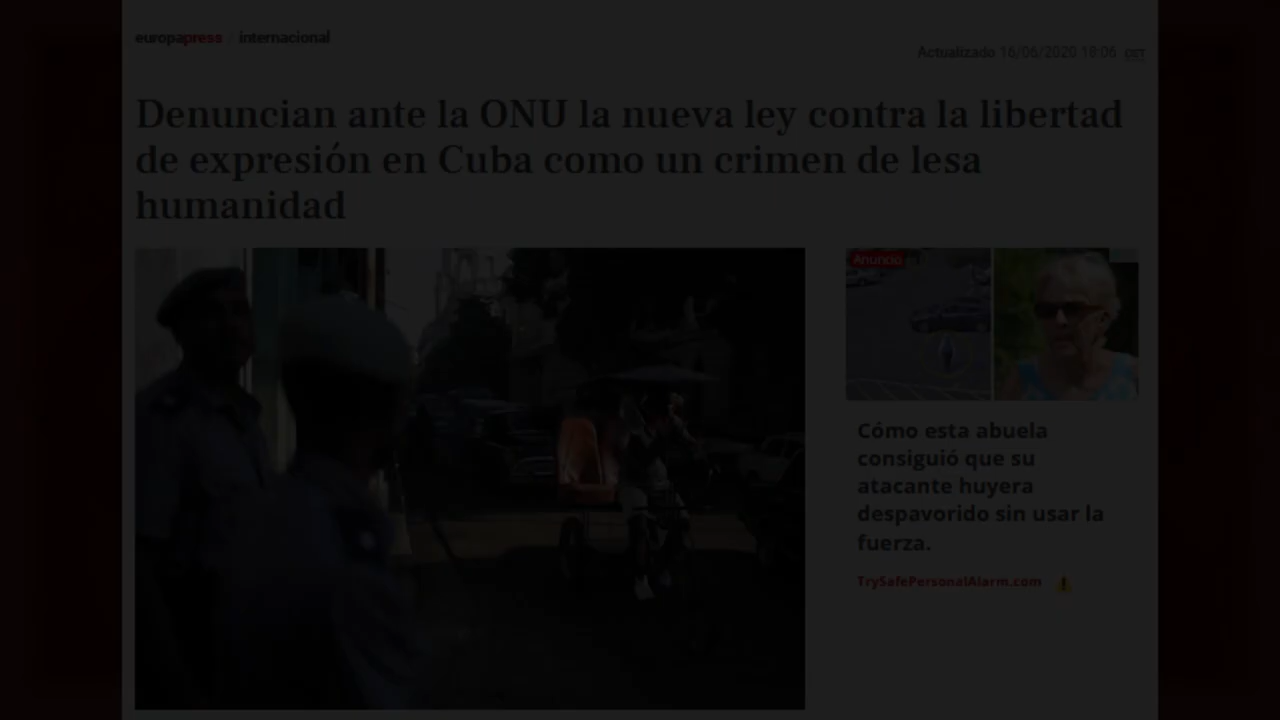 europapress / internacional
Actualizado 16/06/2020 18:06 CET
Denuncian ante la ONU la nueva ley contra la libertad
de expresión en Cuba como un crimen de lesa
humanidad
Anuncio
Cómo esta abuela
consiguió que su
atacante huyera
despavorido sin usar la
fuerza.
TrySafePersonalAlarm.com